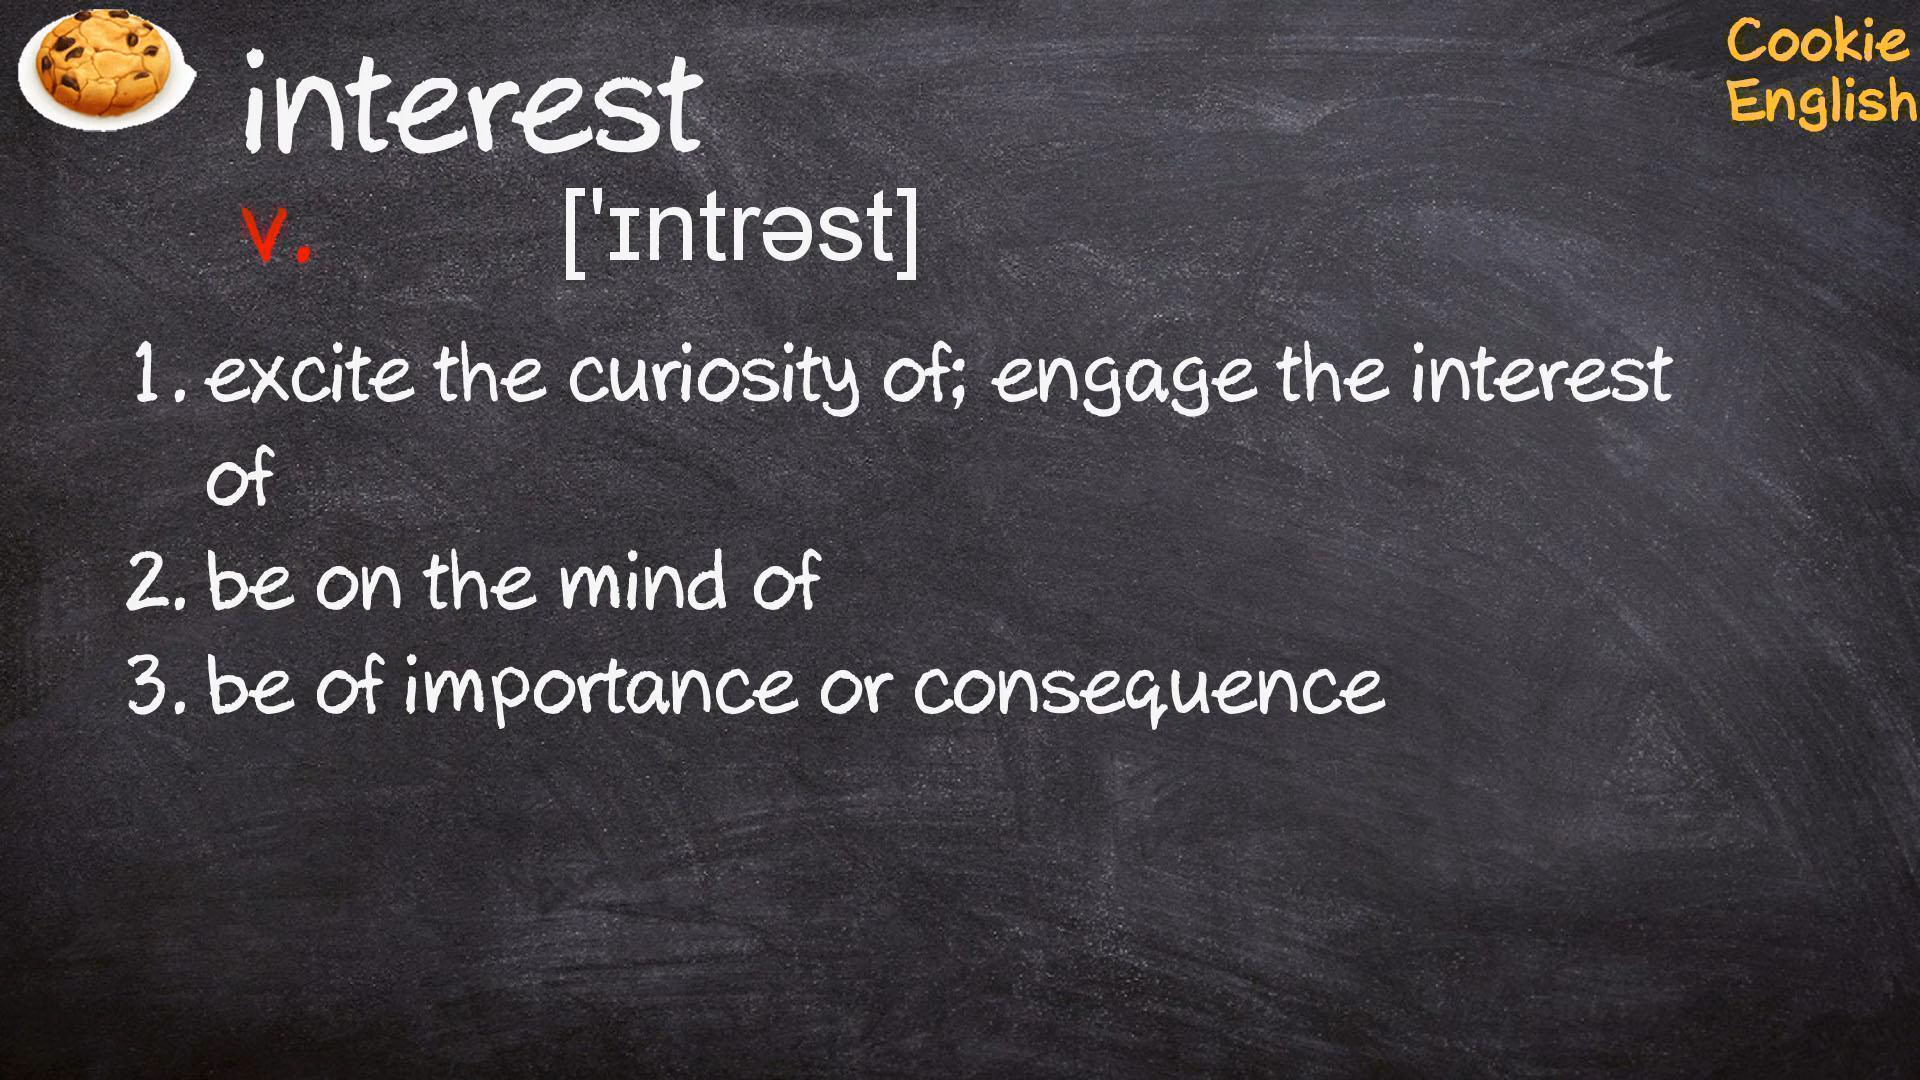 Cookie
English
interest
v. ['ɪntrəst]
1. excite the curiosity of; engage the interest
of
2. be on the mind of
3. be of importance or consequence